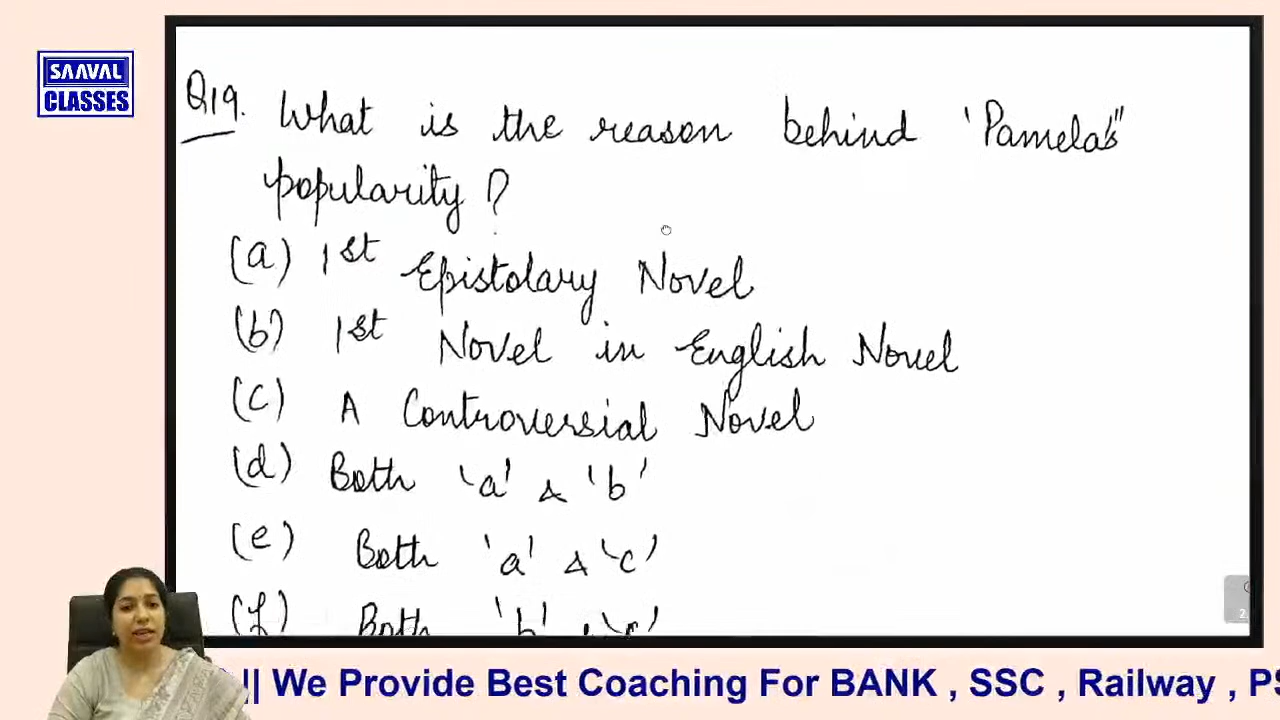 SAAVAL
CLASSES
Q19. What is the reason behind 'Pamela's"
popularity ?
(a) 1st Epistolary Novel
(b) 1st Novel in English Novel
(c) A Controversial Novel
(d) Both 'a' & 'b'
(e) Both 'a' & 'c'
(f) Both 'b'
|| We Provide Best Coaching For BANK , SSC , Railway ,